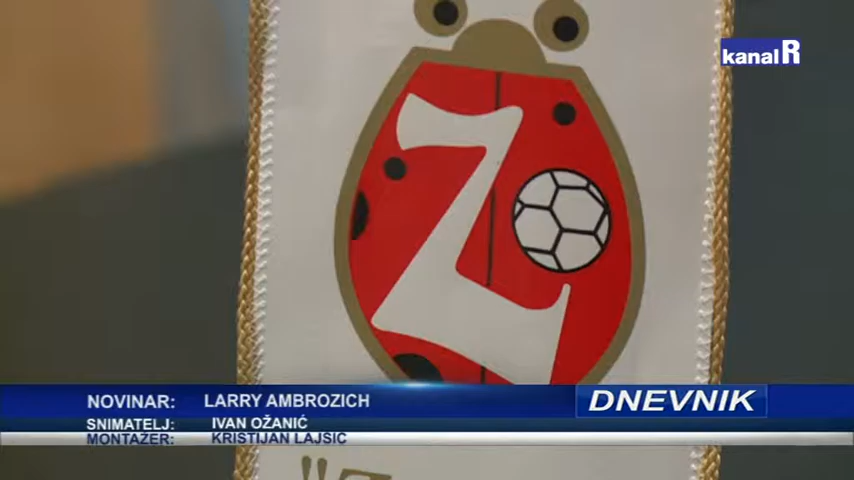 kanal R
Z
NOVINAR: LARRY AMBROZICH
DNEVNIK
SNIMATELJ: IVAN OŽANIĆ
MONTAŽER: KRISTIJAN LAJSIĆ